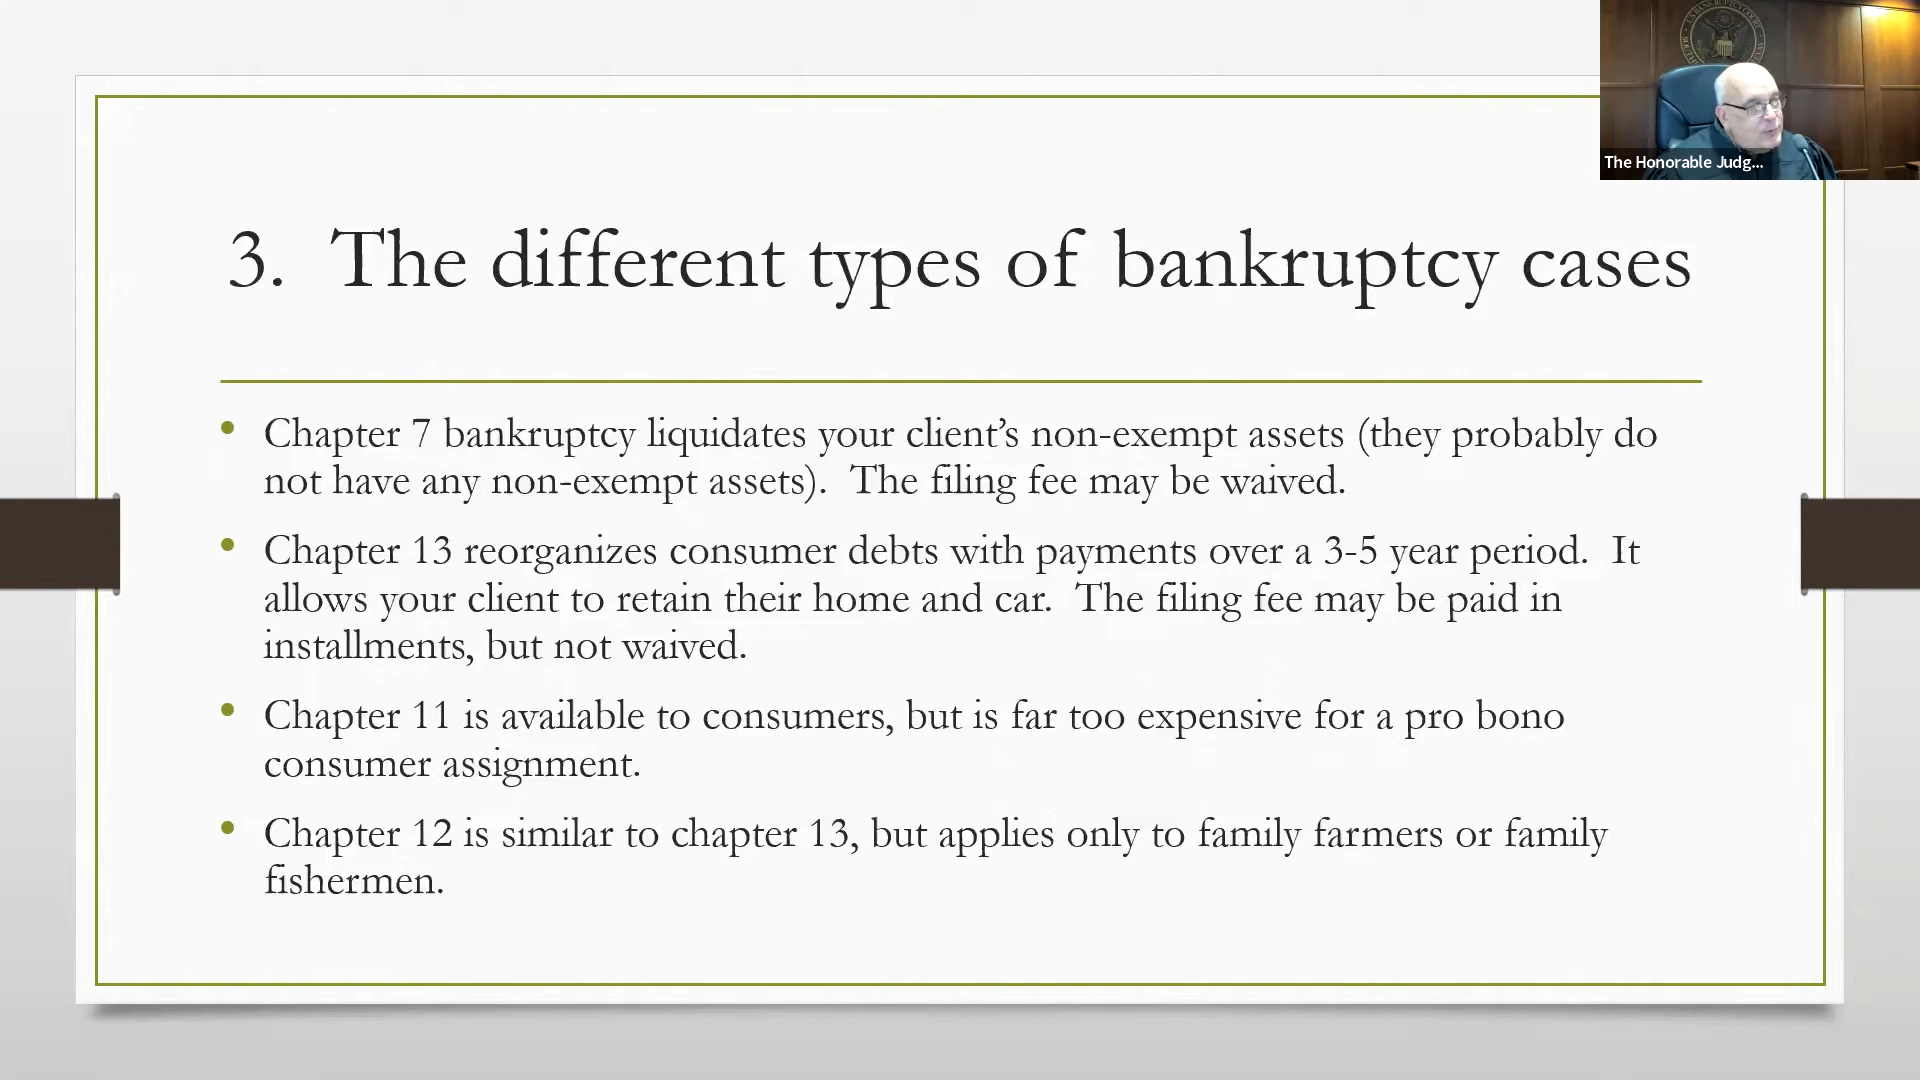 The Honorable Judg...
3. The different types of bankruptcy cases
• Chapter 7 bankruptcy liquidates your client’s non-exempt assets (they probably do
not have any non-exempt assets). The filing fee may be waived.
• Chapter 13 reorganizes consumer debts with payments over a 3-5 year period. It
allows your client to retain their home and car. The filing fee may be paid in
installments, but not waived.
• Chapter 11 is available to consumers, but is far too expensive for a pro bono
consumer assignment.
• Chapter 12 is similar to chapter 13, but applies only to family farmers or family
fishermen.